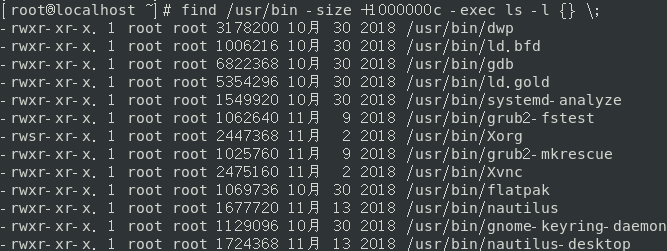 [root@localhost ~]# find /usr/bin -size +1000000c -exec ls -l {} \;
-rwxr-xr-x. 1 root root 3178200 10月 30 2018 /usr/bin/dwp
-rwxr-xr-x. 1 root root 1006216 10月 30 2018 /usr/bin/ld.bfd
-rwxr-xr-x. 1 root root 6822368 10月 30 2018 /usr/bin/gdb
-rwxr-xr-x. 1 root root 5354296 10月 30 2018 /usr/bin/ld.gold
-rwxr-xr-x. 1 root root 1549920 10月 30 2018 /usr/bin/systemd-analyze
-rwxr-xr-x. 1 root root 1062640 11月  9 2018 /usr/bin/grub2-fstest
-rwsr-xr-x. 1 root root 2447368 11月  2 2018 /usr/bin/Xorg
-rwxr-xr-x. 1 root root 1025760 11月  9 2018 /usr/bin/grub2-mkrescue
-rwxr-xr-x. 1 root root 2475160 11月  2 2018 /usr/bin/Xvnc
-rwxr-xr-x. 1 root root 1069736 10月 30 2018 /usr/bin/flatpak
-rwxr-xr-x. 1 root root 1677720 11月 13 2018 /usr/bin/nautilus
-rwxr-xr-x. 1 root root 1129096 10月 30 2018 /usr/bin/gnome-keyring-daemon
-rwxr-xr-x. 1 root root 1724368 11月 13 2018 /usr/bin/nautilus-desktop